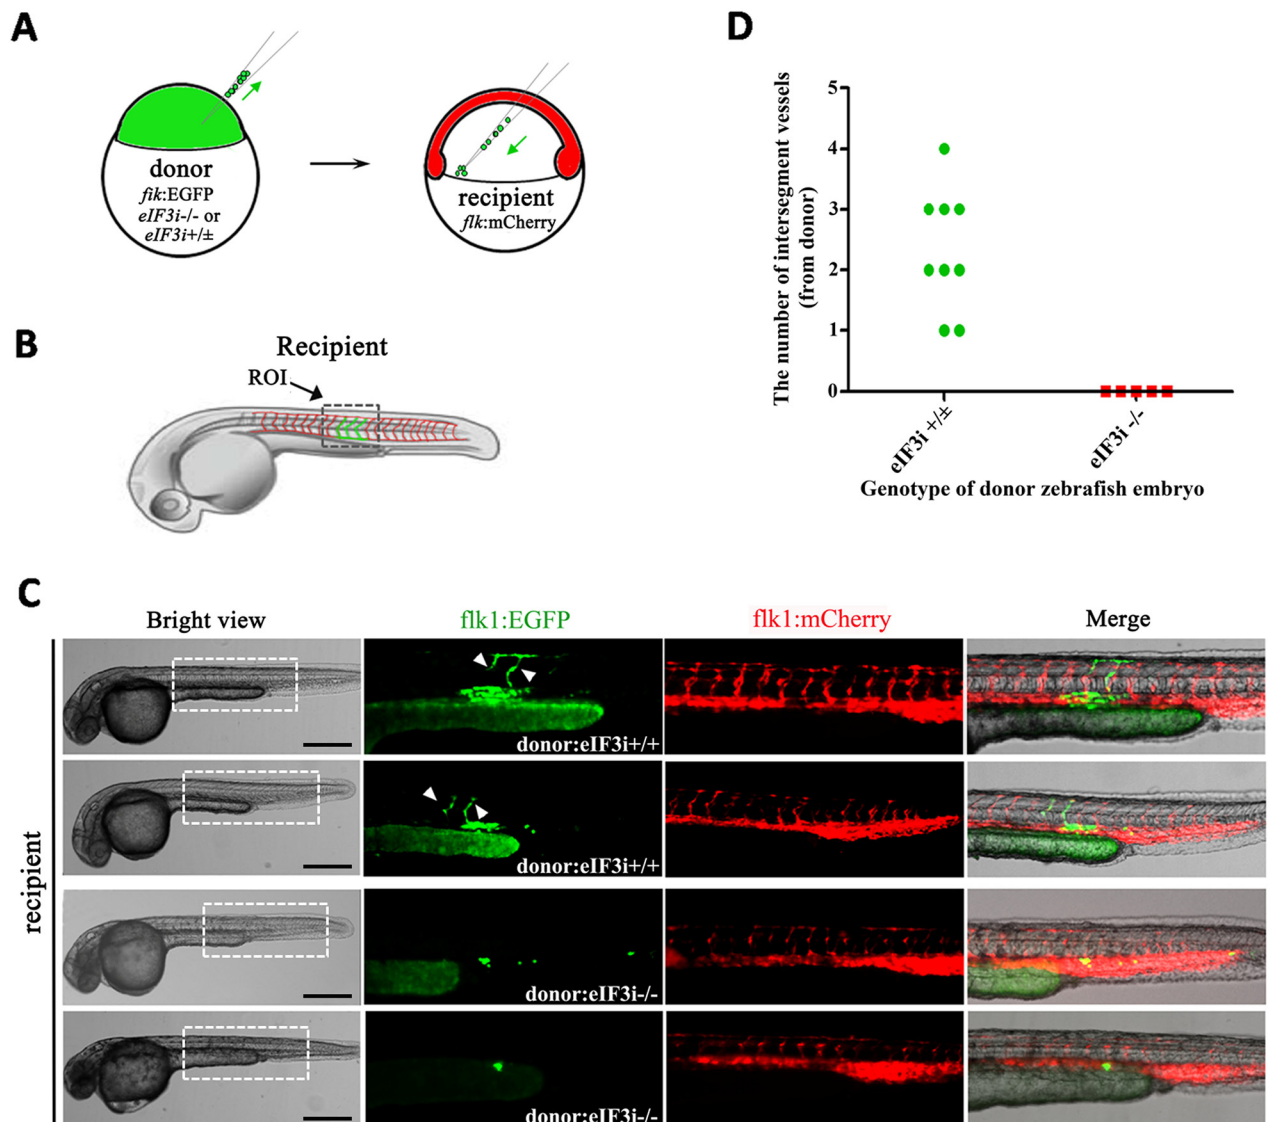 A
donor
fik:EGFP
eIF3i-/- or
eIF3i+/±
recipient
flk:mCherry
B
Recipient
ROI
C
Bright view
flk1:EGFP
flk1:mCherry
Merge
recipient
donor:eIF3i+/+
donor:eIF3i+/+
donor:eIF3i-/-
donor:eIF3i-/-
D
The number of intersegment vessels
(from donor)
5
4
3
2
1
0
eIF3i +/±
eIF3i -/-
Genotype of donor zebrafish embryo